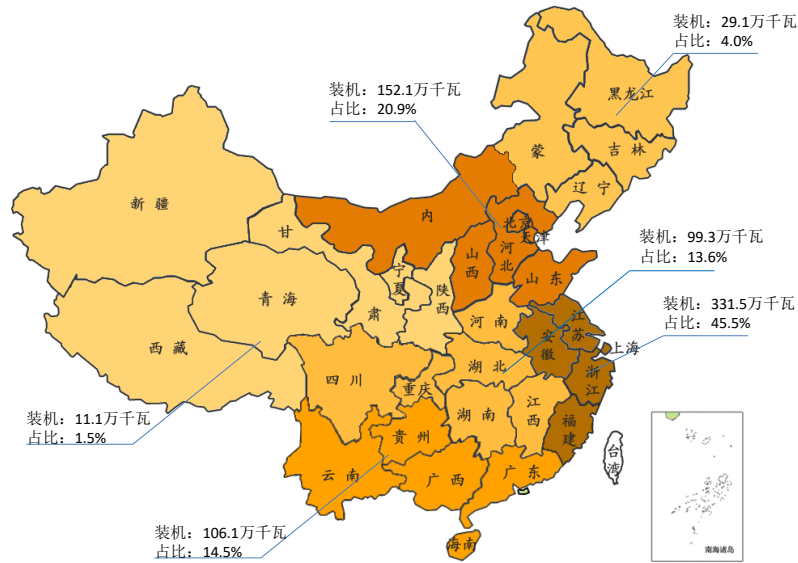 装机：29.1万千瓦
占比：4.0%
装机：152.1万千瓦
占比：20.9%
黑龙江
蒙
吉林
辽宁
新疆
内
甘
北京
天津
装机：99.3万千瓦
占比：13.6%
宁夏
山西
河北
山东
陕西
青海
肃
装机：331.5万千瓦
占比：45.5%
河南
江苏
安徽
上海
西藏
四川
湖北
浙江
重庆
湖南
江西
装机：11.1万千瓦
占比：1.5%
贵州
福建
台湾
云南
广西
广东
装机：106.1万千瓦
占比：14.5%
海南
南海诸岛